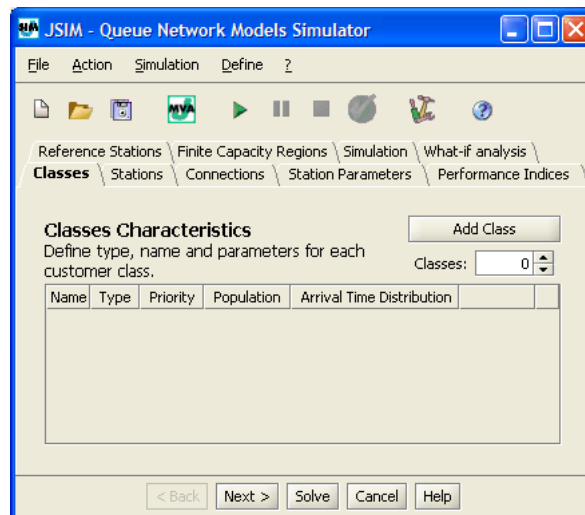 SIM JSIM - Queue Network Models Simulator
File Action Simulation Define ?
MVA ?
Reference Stations Finite Capacity Regions Simulation What-if analysis
Classes Stations Connections Station Parameters Performance Indices
Classes Characteristics
Add Class
Define type, name and parameters for each
customer class.
Classes: 0
Name Type Priority Population Arrival Time Distribution
< Back Next > Solve Cancel Help